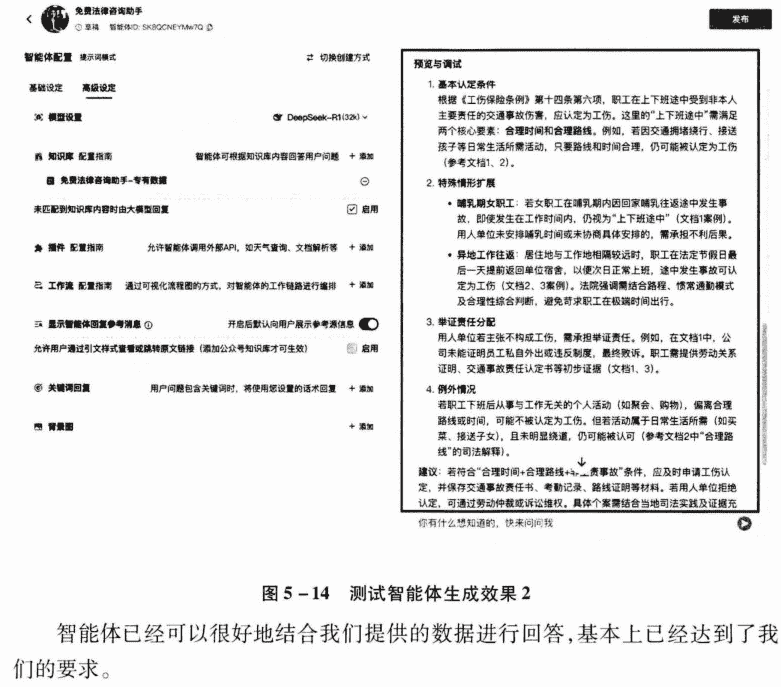 免费法律咨询助手
草稿 智能体ID: SK8QCNEYMw7Q
发布
智能体配置 提示词模式 切换创建方式
基础设定 高级设定
模型设置 DeepSeek-R1(32k)
知识库 配置指南 智能体可根据知识库内容回答用户问题 + 添加
免费法律咨询助手-专有数据
未匹配到知识库内容时由大模型回复 启用
插件 配置指南 允许智能体调用外部API，如天气查询、文档解析等 + 添加
工作流 配置指南 通过可视化流程图的方式，对智能体的工作链路进行编排 + 添加
显示智能体回复参考消息 开启后默认向用户展示参考源信息
允许用户通过引文样式查看或跳转原文链接（添加公众号知识库才可生效） 启用
关键词回复 用户问题包含关键词时，将使用您设置的话术回复 + 添加
背景图 + 添加
预览与调试
1. 基本认定条件
根据《工伤保险条例》第十四条第六项，职工在上下班途中受到非本人
主要责任的交通事故伤害，应认定为工伤。这里的“上下班途中”需满足
两个核心要素：合理时间和合理路线。例如，若因交通拥堵绕行、接送
孩子等日常生活所需活动，只要路线和时间合理，仍可能被认定为工伤
（参考文档1、2）。
2. 特殊情形扩展
• 哺乳期女职工：若女职工在哺乳期内因回家哺乳往返途中发生事
故，即使发生在工作时间内，仍视为“上下班途中”（文档1案例）。
用人单位未安排哺乳时间或未协商具体安排的，需承担不利后果。
• 异地工作往返：居住地与工作地相隔较远时，职工在法定节假日最
后一天提前返回单位宿舍，以便次日正常上班，途中发生事故可认
定为工伤（文档2、3案例）。法院强调需结合路程、惯常通勤模式
及合理性综合判断，避免苛求职工在极端时间出行。
3. 举证责任分配
用人单位若主张不构成工伤，需承担举证责任。例如，在文档1中，公
司未能证明员工私自外出或违反制度，最终败诉。职工需提供劳动关系
证明、交通事故责任认定书等初步证据（文档1、3）。
4. 例外情况
若职工下班后从事与工作无关的个人活动（如聚会、购物），偏离合理
路线或时间，可能不被认定为工伤。但若活动属于日常生活所需（如买
菜、接送子女），且未明显绕道，仍可能被认可（参考文档2中“合理路
线”的司法解释）。
建议：若符合“合理时间+合理路线+ 责事故”条件，应及时申请工伤认
定，并保存交通事故责任书、考勤记录、路线证明等材料。若用人单位拒绝
认定，可通过劳动仲裁或诉讼维权。具体个案需结合当地司法实践及证据充
你有什么想知道的，快来问问我
图5-14 测试智能体生成效果2
智能体已经可以很好地结合我们提供的数据进行回答,基本上已经达到了我
们的要求。